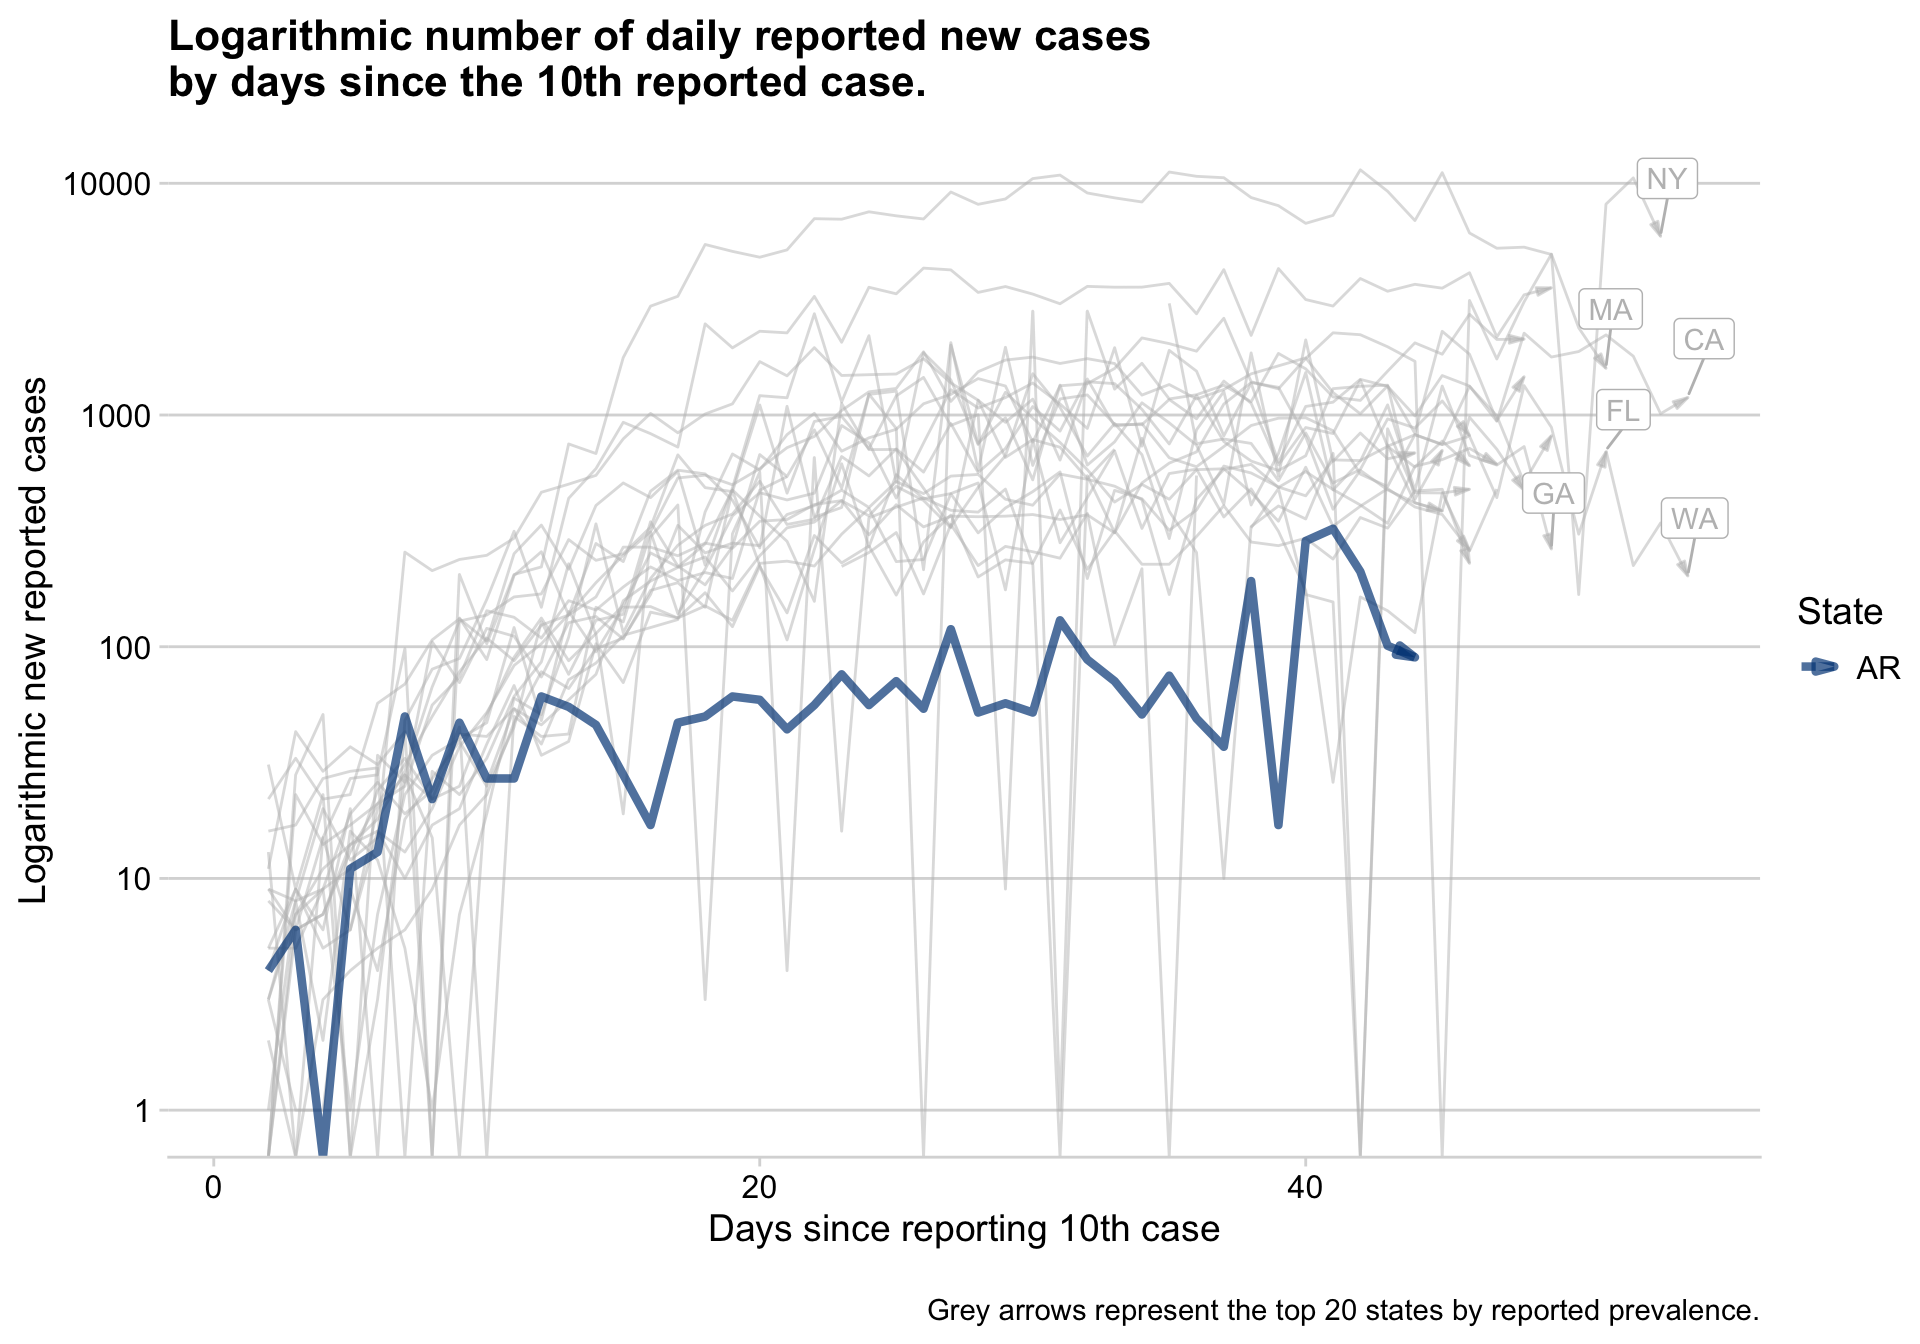 Logarithmic number of daily reported new cases
by days since the 10th reported case.
Logarithmic new reported cases
10000
1000
100
10
1
NY
MA
CA
FL
GA
WA
State
AR
0
20
40
Days since reporting 10th case
Grey arrows represent the top 20 states by reported prevalence.